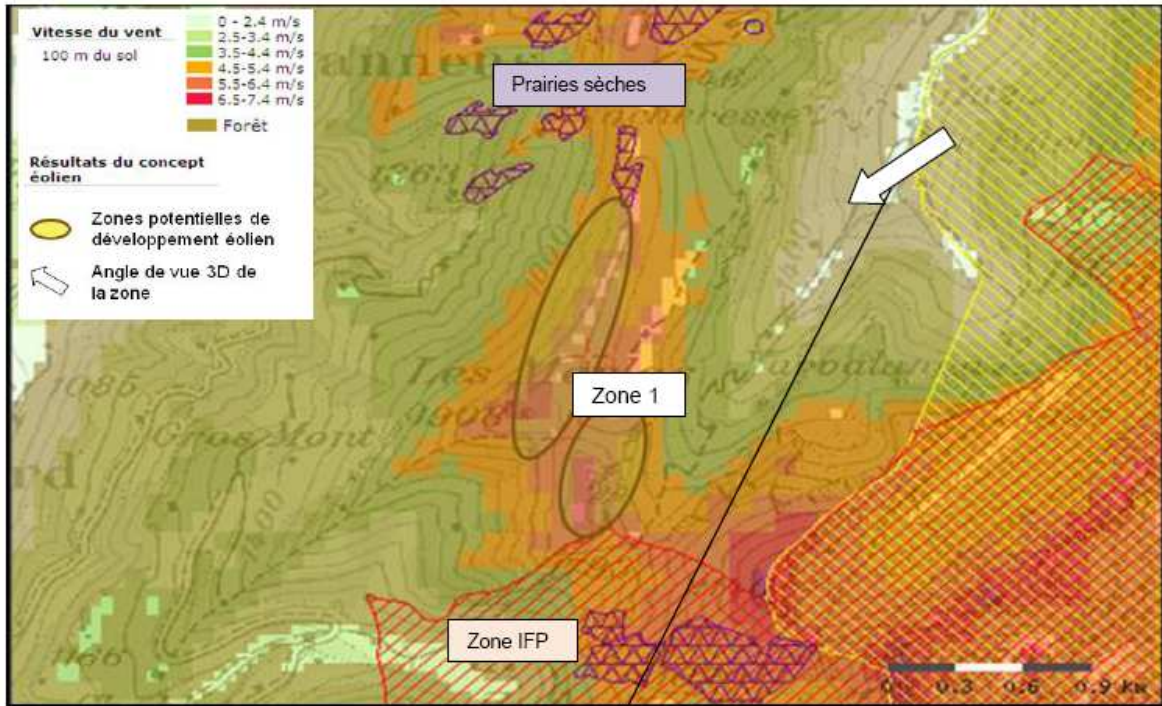 Vitesse du vent
100 m du sol
0 - 2.4 m/s
2.5-3.4 m/s
3.5-4.4 m/s
4.5-5.4 m/s
5.5-6.4 m/s
6.5-7.4 m/s
Forêt
Résultats du concept
éolien
Zones potentielles de
développement éolien
Angle de vue 3D de
la zone
Prairies sèches
Zone 1
Zone IFP
1085
Gros Mont
Les
0 0.3 0.6 0.9 km